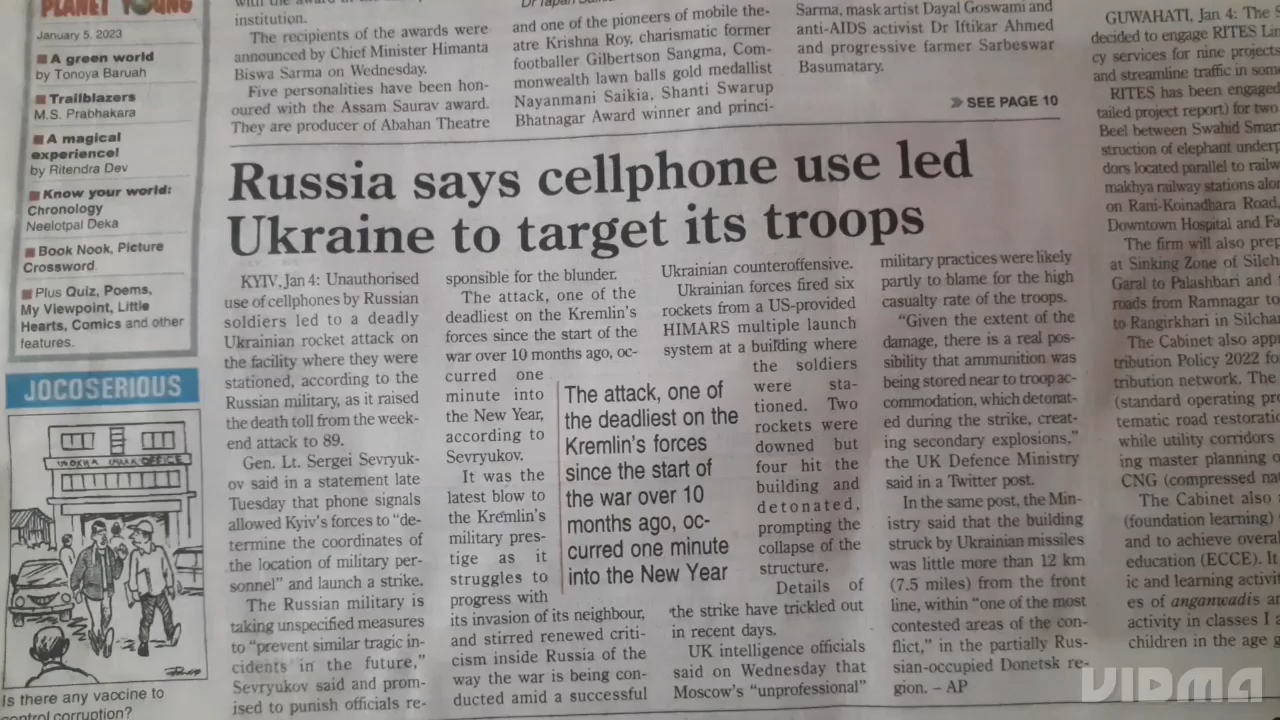 PLANET YOUNG
January 5, 2023
A green world
by Tonoya Baruah
Trailblazers
M.S. Prabhakara
A magical
experience!
by Ritendra Dev
Know your world:
Chronology
Neelotpal Deka
Book Nook, Picture
Crossword
Plus Quiz, Poems,
My Viewpoint, Little
Hearts, Comics and other
features.
JOCOSERIOUS
OFFICE
Is there any vaccine to
control corruption?
institution.
The recipients of the awards were
announced by Chief Minister Himanta
Biswa Sarma on Wednesday.
Five personalities have been hon-
oured with the Assam Saurav award.
They are producer of Abahan Theatre
and one of the pioneers of mobile the-
atre Krishna Roy, charismatic former
footballer Gilbertson Sangma, Com-
monwealth lawn balls gold medallist
Nayanmani Saikia, Shanti Swarup
Bhatnagar Award winner and princi-
Sarma, mask artist Dayal Goswami and
anti-AIDS activist Dr Iftikar Ahmed
and progressive farmer Sarbeswar
Basumatary.
SEE PAGE 10
Russia says cellphone use led
Ukraine to target its troops
KYIV, Jan 4: Unauthorised
use of cellphones by Russian
soldiers led to a deadly
Ukrainian rocket attack on
the facility where they were
stationed, according to the
Russian military, as it raised
the death toll from the week-
end attack to 89.
Gen. Lt. Sergei Sevryuk-
ov said in a statement late
Tuesday that phone signals
allowed Kyiv's forces to "de-
termine the coordinates of
the location of military per-
sonnel" and launch a strike.
The Russian military is
taking unspecified measures
to "prevent similar tragic in-
cidents in the future,"
Sevryukov said and prom-
ised to punish officials re-
sponsible for the blunder.
The attack, one of the
deadliest on the Kremlin's
forces since the start of the
war over 10 months ago, oc-
curred one
minute into
the New Year,
according to
Sevryukov.
It was the
latest blow to
the Kremlin's
military pres-
tige as it
struggles to
progress with
its invasion of its neighbour,
and stirred renewed criti-
cism inside Russia of the
way the war is being con-
ducted amid a successful
The attack, one of
the deadliest on the
Kremlin's forces
since the start of
the war over 10
months ago, oc-
curred one minute
into the New Year
Ukrainian counteroffensive.
Ukrainian forces fired six
rockets from a US-provided
HIMARS multiple launch
system at a building where
the soldiers
were sta-
tioned. Two
rockets were
downed but
four hit the
building and
detonated,
prompting the
collapse of the
structure.
Details of
the strike have trickled out
in recent days.
UK intelligence officials
said on Wednesday that
Moscow's "unprofessional"
military practices were likely
partly to blame for the high
casualty rate of the troops.
"Given the extent of the
damage, there is a real pos-
sibility that ammunition was
being stored near to troop ac-
commodation, which detonat-
ed during the strike, creat-
ing secondary explosions,"
the UK Defence Ministry
said in a Twitter post.
In the same post, the Min-
istry said that the building
struck by Ukrainian missiles
was little more than 12 km
(7.5 miles) from the front
line, within "one of the most
contested areas of the con-
flict," in the partially Rus-
sian-occupied Donetsk re-
gion. – AP
GUWAHATI, Jan 4: The
decided to engage RITES
cy services for nine projects
and streamline traffic in
RITES has been engaged
tailed project report) for two
Beel between Swahid
struction of elephant
dors located parallel to
makhya railway stations
on Rani-Koinadhara Road,
Downtown Hospital and
The firm will also
at Sinking Zone of
Garal to Palashbari and
roads from Ramnagar to
to Rangirkhari in
The Cabinet also
tribution Policy 2022
tribution network. The
(standard operating
tematic road
while utility corridors
ing master planning
CNG (compressed
The Cabinet also
(foundation learning)
and to achieve
education (ECCE). It
ic and learning
es of anganwadis
activity in classes I
children in the age
VIDMA